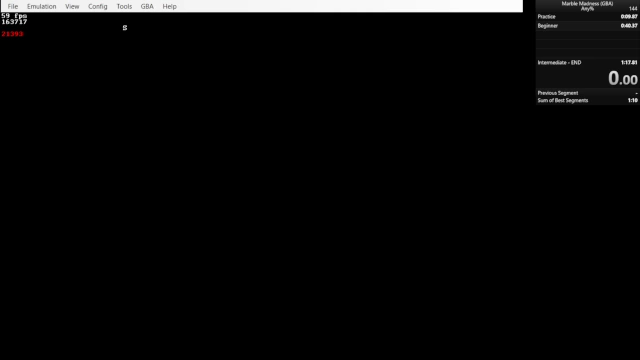 File Emulation View Config Tools GBA Help
59 fps
163717
g
21393
Marble Madness (GBA)
Any% 144
Practice 0:09.87
Beginner 0:40.37
Intermediate - END 1:17.81
0.00
Previous Segment -
Sum of Best Segments 1:10